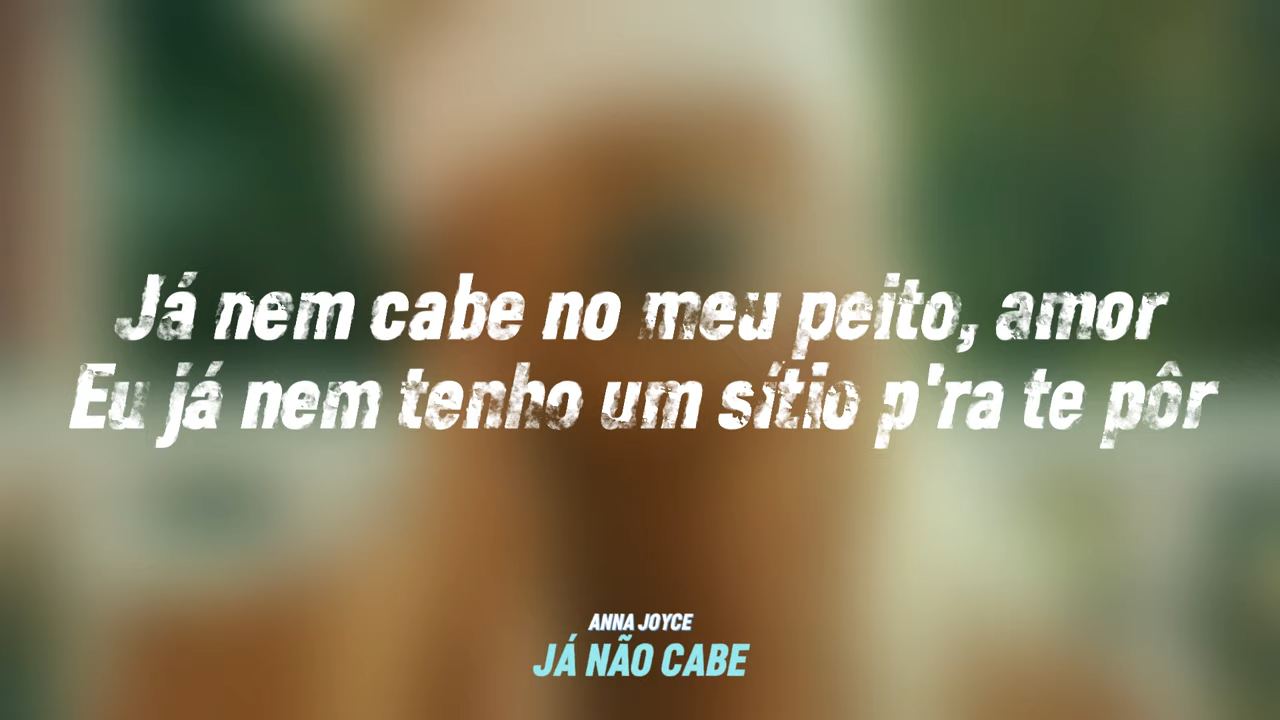 Já nem cabe no meu peito, amor
Eu já nem tenho um sítio p'ra te pôr
ANNA JOYCE
JÁ NÃO CABE